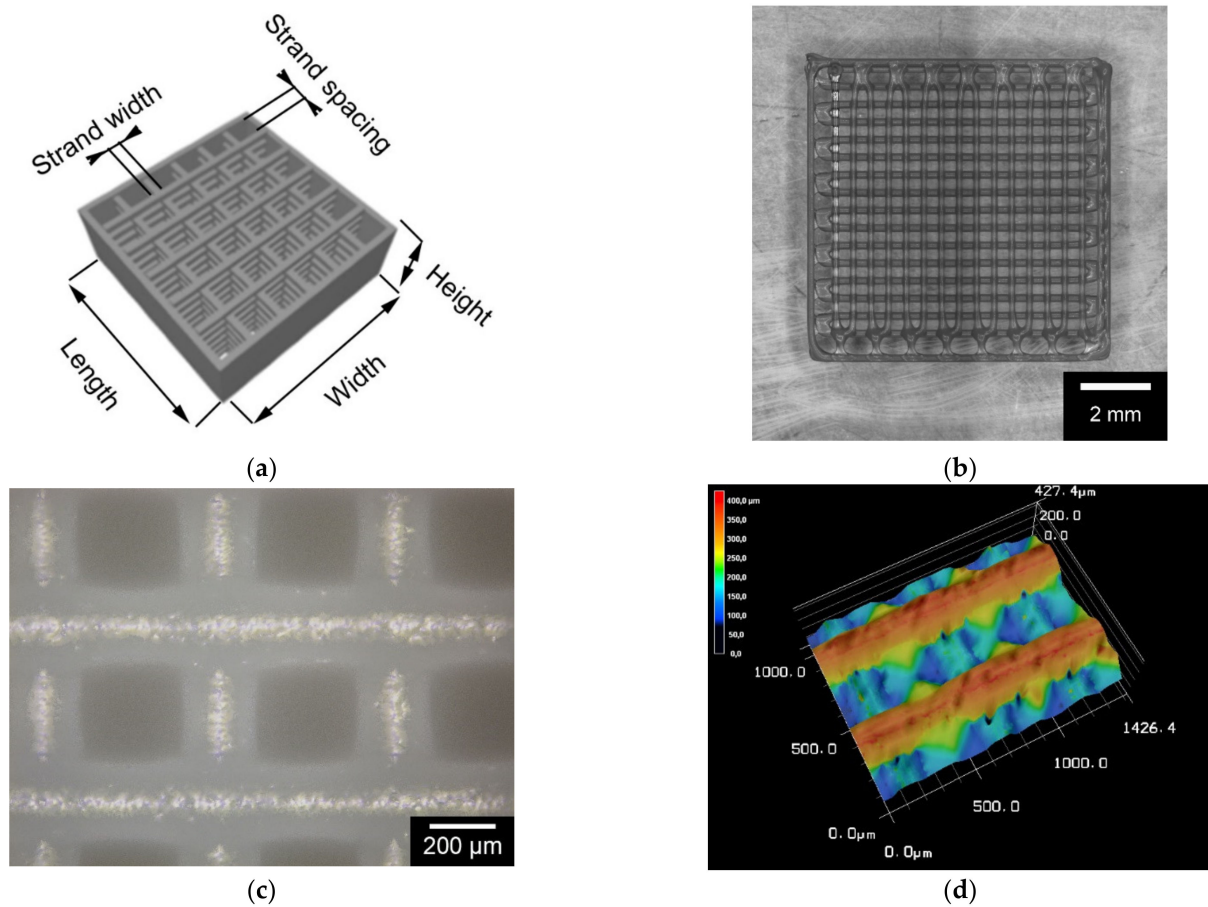 Strand spacing
Strand width
Height
Length
Width
(a)
2 mm
(b)
200 µm
(c)
400,0 µm
350,0
300,0
250,0
200,0
150,0
100,0
50,0
0,0
427.4µm
200.0
0.0
1000.0
500.0
0.0µm
0.0µm
500.0
1000.0
1426.4
(d)